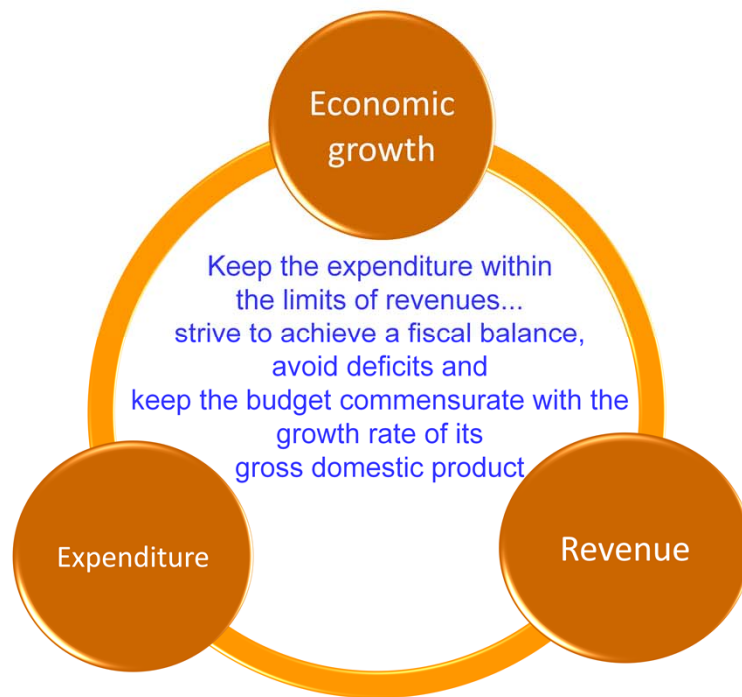 Economic
growth
Keep the expenditure within
the limits of revenues...
strive to achieve a fiscal balance,
avoid deficits and
keep the budget commensurate with the
growth rate of its
gross domestic product
Expenditure
Revenue